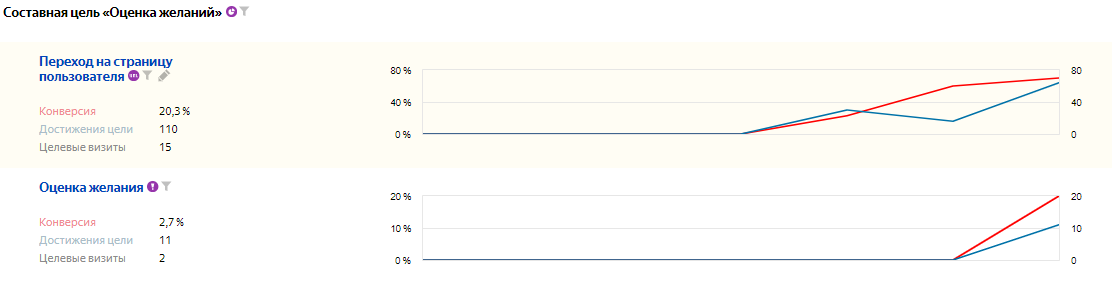 Составная цель «Оценка желаний»
Переход на страницу
пользователя
Конверсия 20,3 %
Достижения цели 110
Целевые визиты 15
80 % 80
40 % 40
0 % 0
Оценка желания
Конверсия 2,7 %
Достижения цели 11
Целевые визиты 2
20 % 20
10 % 10
0 % 0